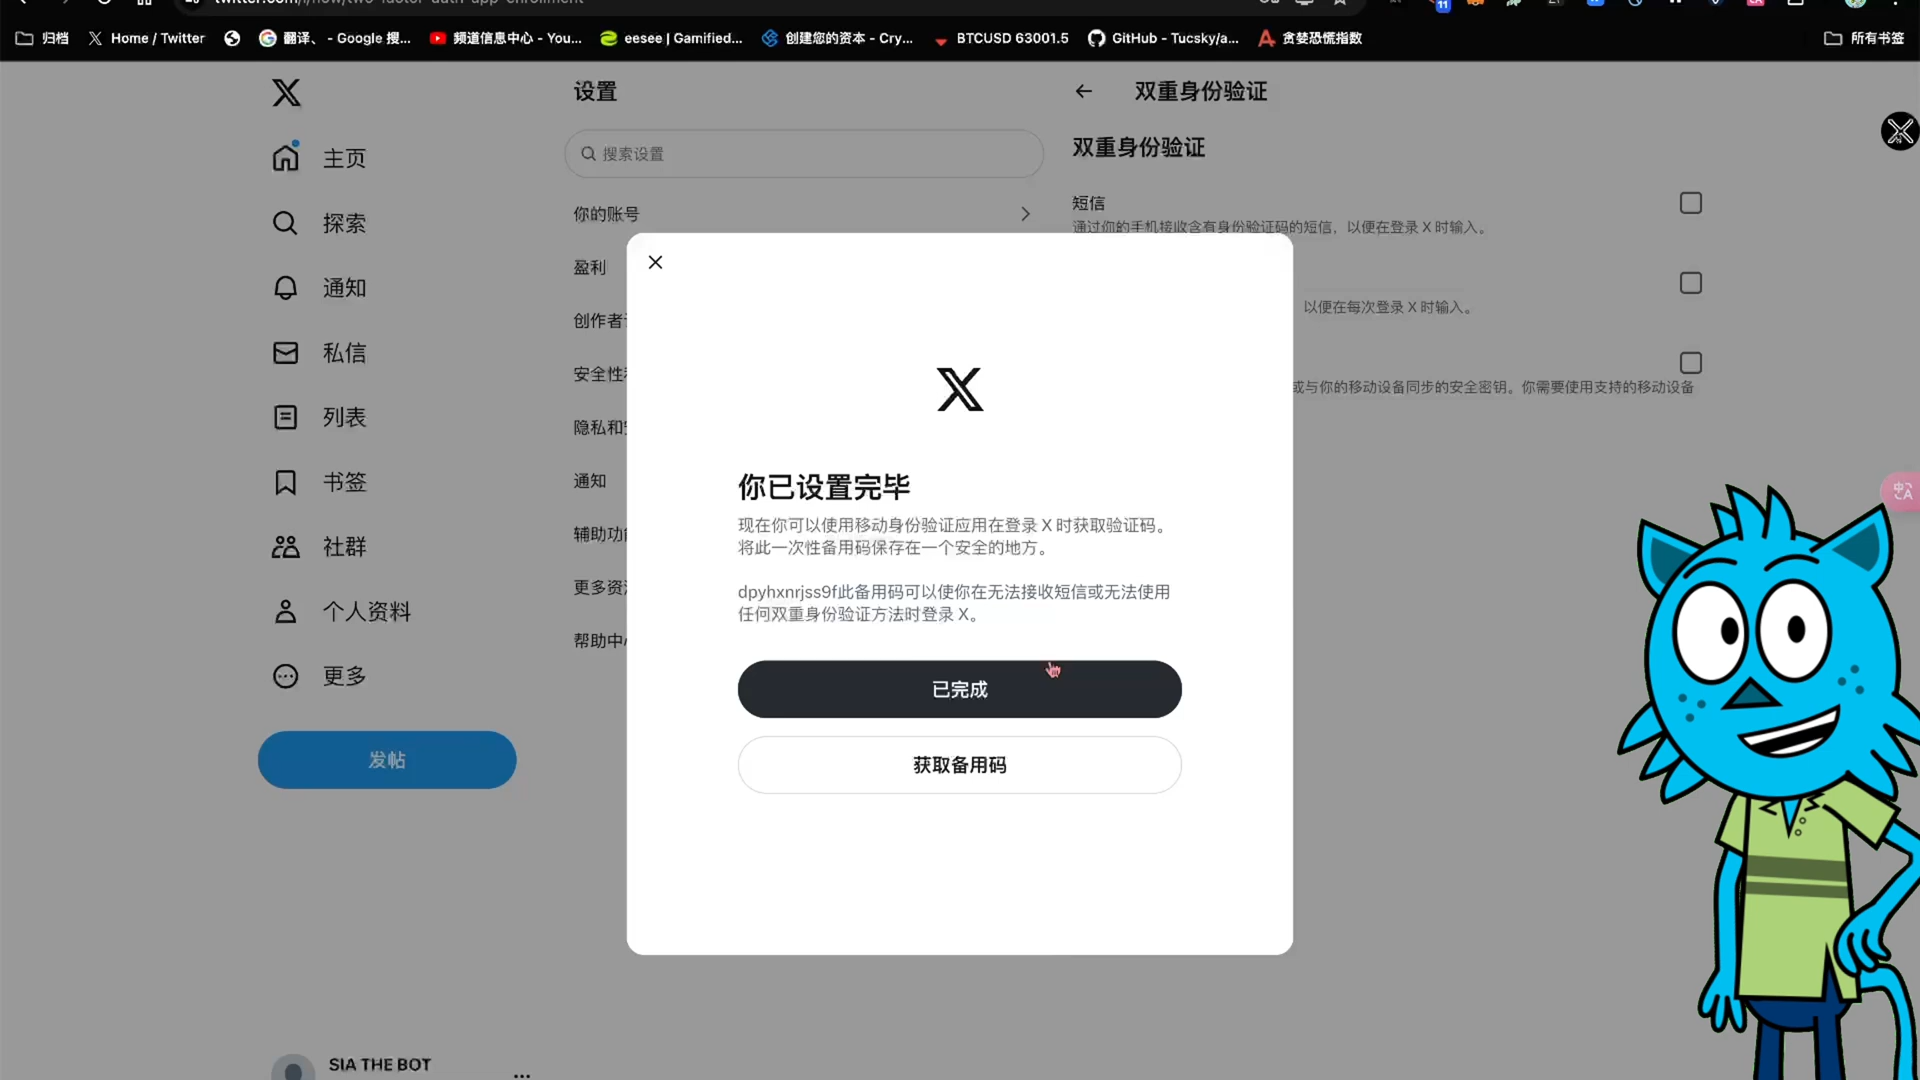 twitter.com/i/flow/two-factor-auth-app-enrollment
11
归档
Home / Twitter
翻译、 - Google 搜...
频道信息中心 - You...
eesee | Gamified...
创建您的资本 - Cry...
BTCUSD 63001.5
GitHub - Tucsky/a...
贪婪恐慌指数
所有书签
设置
双重身份验证
搜索设置
双重身份验证
主页
短信
探索
你的账号
通过你的手机接收含有身份验证码的短信，以便在登录 X 时输入。
盈利
通知
以便在每次登录 X 时输入。
创作者
私信
安全性
或与你的移动设备同步的安全密钥。你需要使用支持的移动设备
列表
隐私和
书签
通知
你已设置完毕
现在你可以使用移动身份验证应用在登录 X 时获取验证码。
将此一次性备用码保存在一个安全的地方。
社群
辅助功
更多资
dpyhxnrjss9f此备用码可以使你在无法接收短信或无法使用
任何双重身份验证方法时登录 X。
个人资料
帮助中
更多
已完成
发帖
获取备用码
SIA THE BOT